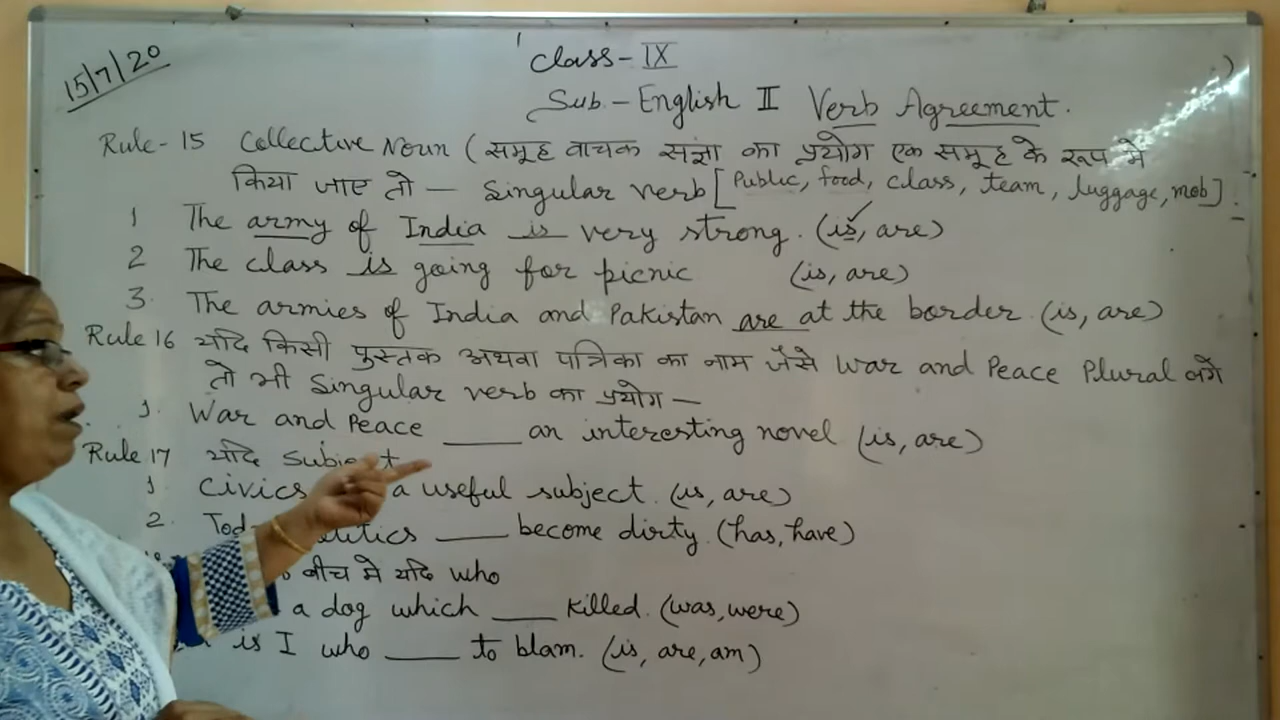 15/7/20
Class - IX
Sub. - English II Verb Agreement.
Rule - 15 Collective Noun ( समूह वाचक संज्ञा का प्रयोग एक समूह के रूप मे
किया जाए तो — Singular verb [ Public, food, class, team, luggage, mob ].
1 The army of India is very strong. (is, are)
2 The class is going for picnic (is, are)
3. The armies of India and Pakistan are at the border. (is, are)
Rule 16 यदि किसी पुस्तक अथवा पत्रिका का नाम जैसे War and Peace Plural लगे
तो भी Singular verb का प्रयोग —
1. War and Peace ____ an interesting novel (is, are)
Rule 17 यदि Subject
1 Civics a useful subject. (is, are)
2. ____ become dirty. (has, have)
बीच मे यदि who
a dog which ____ killed. (was, were)
is I who ____ to blam. (is, are, am)